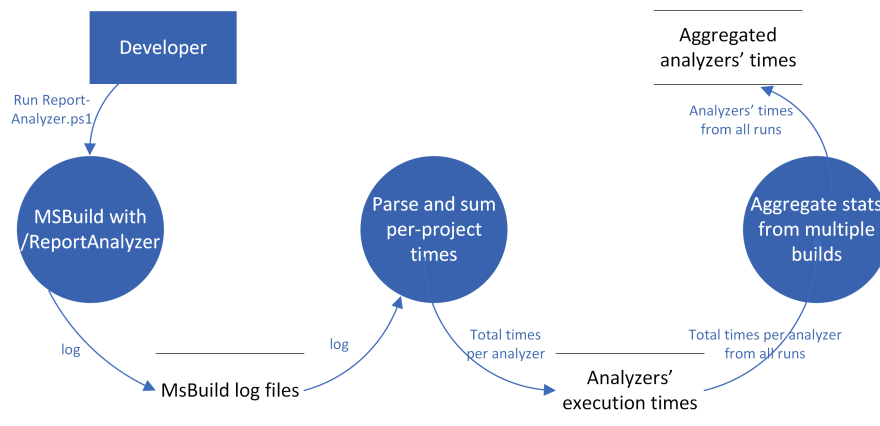 Developer
Aggregated
analyzers’ times
Run Report-
Analyzer.ps1
Analyzers’ times
from all runs
MSBuild with
/ReportAnalyzer
Parse and sum
per-project
times
Aggregate stats
from multiple
builds
log
log
Total times
per analyzer
Total times per analyzer
from all runs
MsBuild log files
Analyzers’
execution times